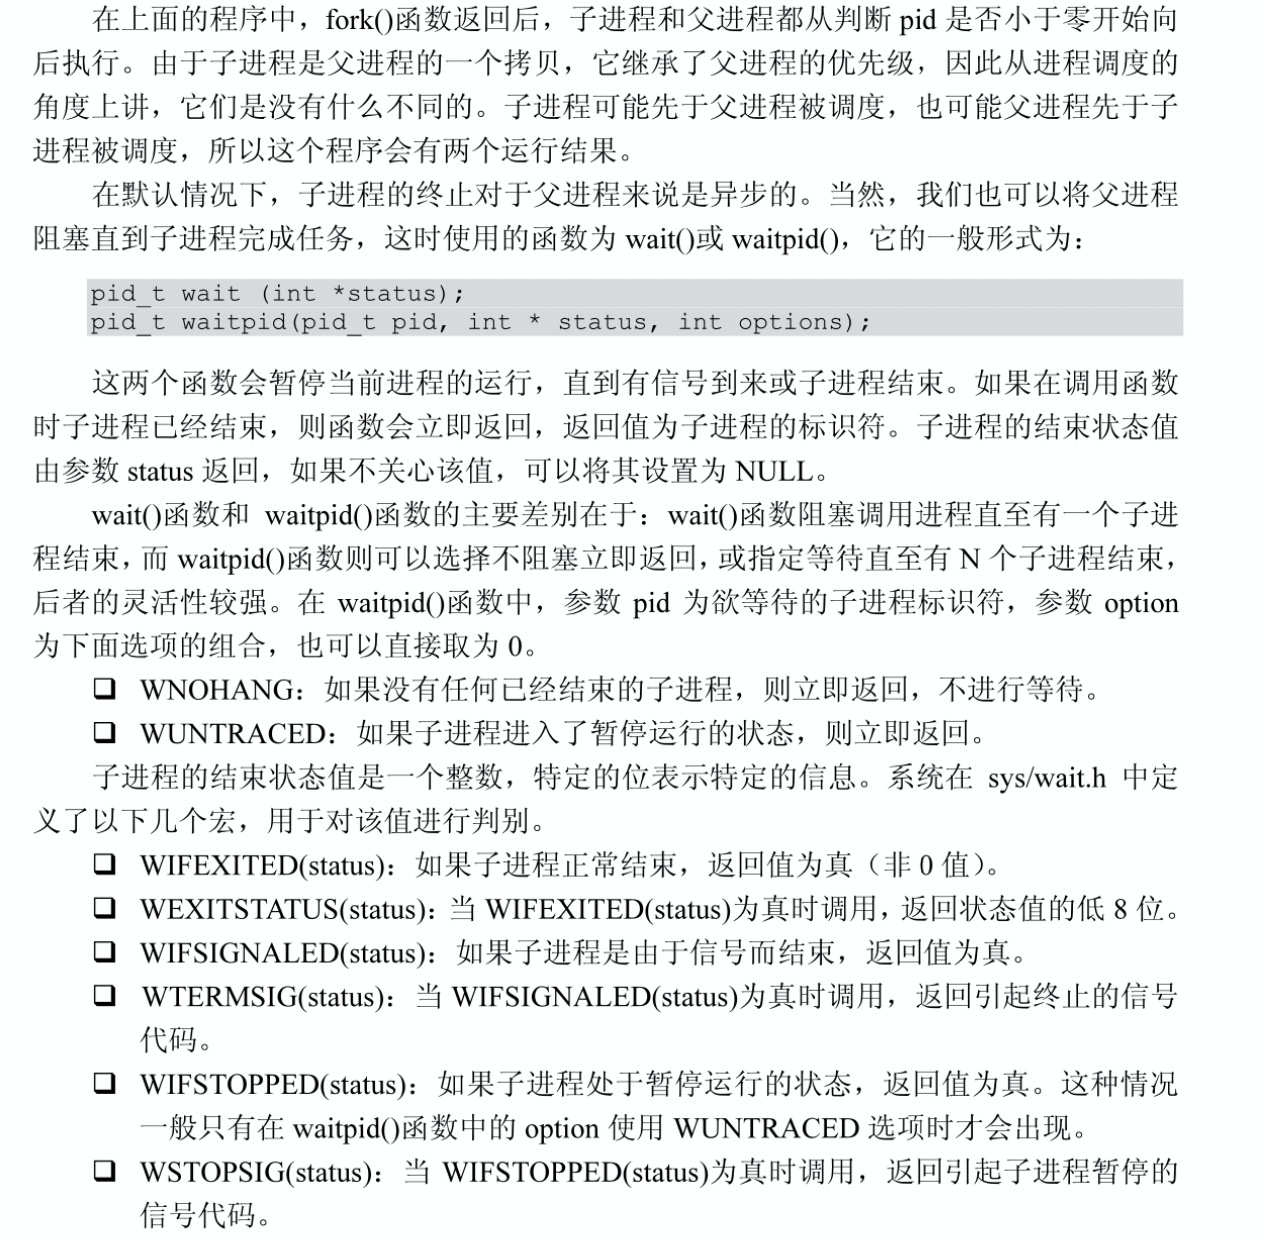 在上面的程序中，fork()函数返回后，子进程和父进程都从判断 pid 是否小于零开始向
后执行。由于子进程是父进程的一个拷贝，它继承了父进程的优先级，因此从进程调度的
角度上讲，它们是没有什么不同的。子进程可能先于父进程被调度，也可能父进程先于子
进程被调度，所以这个程序会有两个运行结果。
在默认情况下，子进程的终止对于父进程来说是异步的。当然，我们也可以将父进程
阻塞直到子进程完成任务，这时使用的函数为 wait()或 waitpid()，它的一般形式为：
pid_t wait (int *status);
pid_t waitpid(pid_t pid, int * status, int options);
这两个函数会暂停当前进程的运行，直到有信号到来或子进程结束。如果在调用函数
时子进程已经结束，则函数会立即返回，返回值为子进程的标识符。子进程的结束状态值
由参数 status 返回，如果不关心该值，可以将其设置为 NULL。
wait()函数和 waitpid()函数的主要差别在于：wait()函数阻塞调用进程直至有一个子进
程结束，而 waitpid()函数则可以选择不阻塞立即返回，或指定等待直至有 N 个子进程结束，
后者的灵活性较强。在 waitpid()函数中，参数 pid 为欲等待的子进程标识符，参数 option
为下面选项的组合，也可以直接取为 0。
❑ WNOHANG：如果没有任何已经结束的子进程，则立即返回，不进行等待。
❑ WUNTRACED：如果子进程进入了暂停运行的状态，则立即返回。
子进程的结束状态值是一个整数，特定的位表示特定的信息。系统在 sys/wait.h 中定
义了以下几个宏，用于对该值进行判别。
❑ WIFEXITED(status)：如果子进程正常结束，返回值为真（非 0 值）。
❑ WEXITSTATUS(status)：当 WIFEXITED(status)为真时调用，返回状态值的低 8 位。
❑ WIFSIGNALED(status)：如果子进程是由于信号而结束，返回值为真。
❑ WTERMSIG(status)：当 WIFSIGNALED(status)为真时调用，返回引起终止的信号
代码。
❑ WIFSTOPPED(status)：如果子进程处于暂停运行的状态，返回值为真。这种情况
一般只有在 waitpid()函数中的 option 使用 WUNTRACED 选项时才会出现。
❑ WSTOPSIG(status)：当 WIFSTOPPED(status)为真时调用，返回引起子进程暂停的
信号代码。